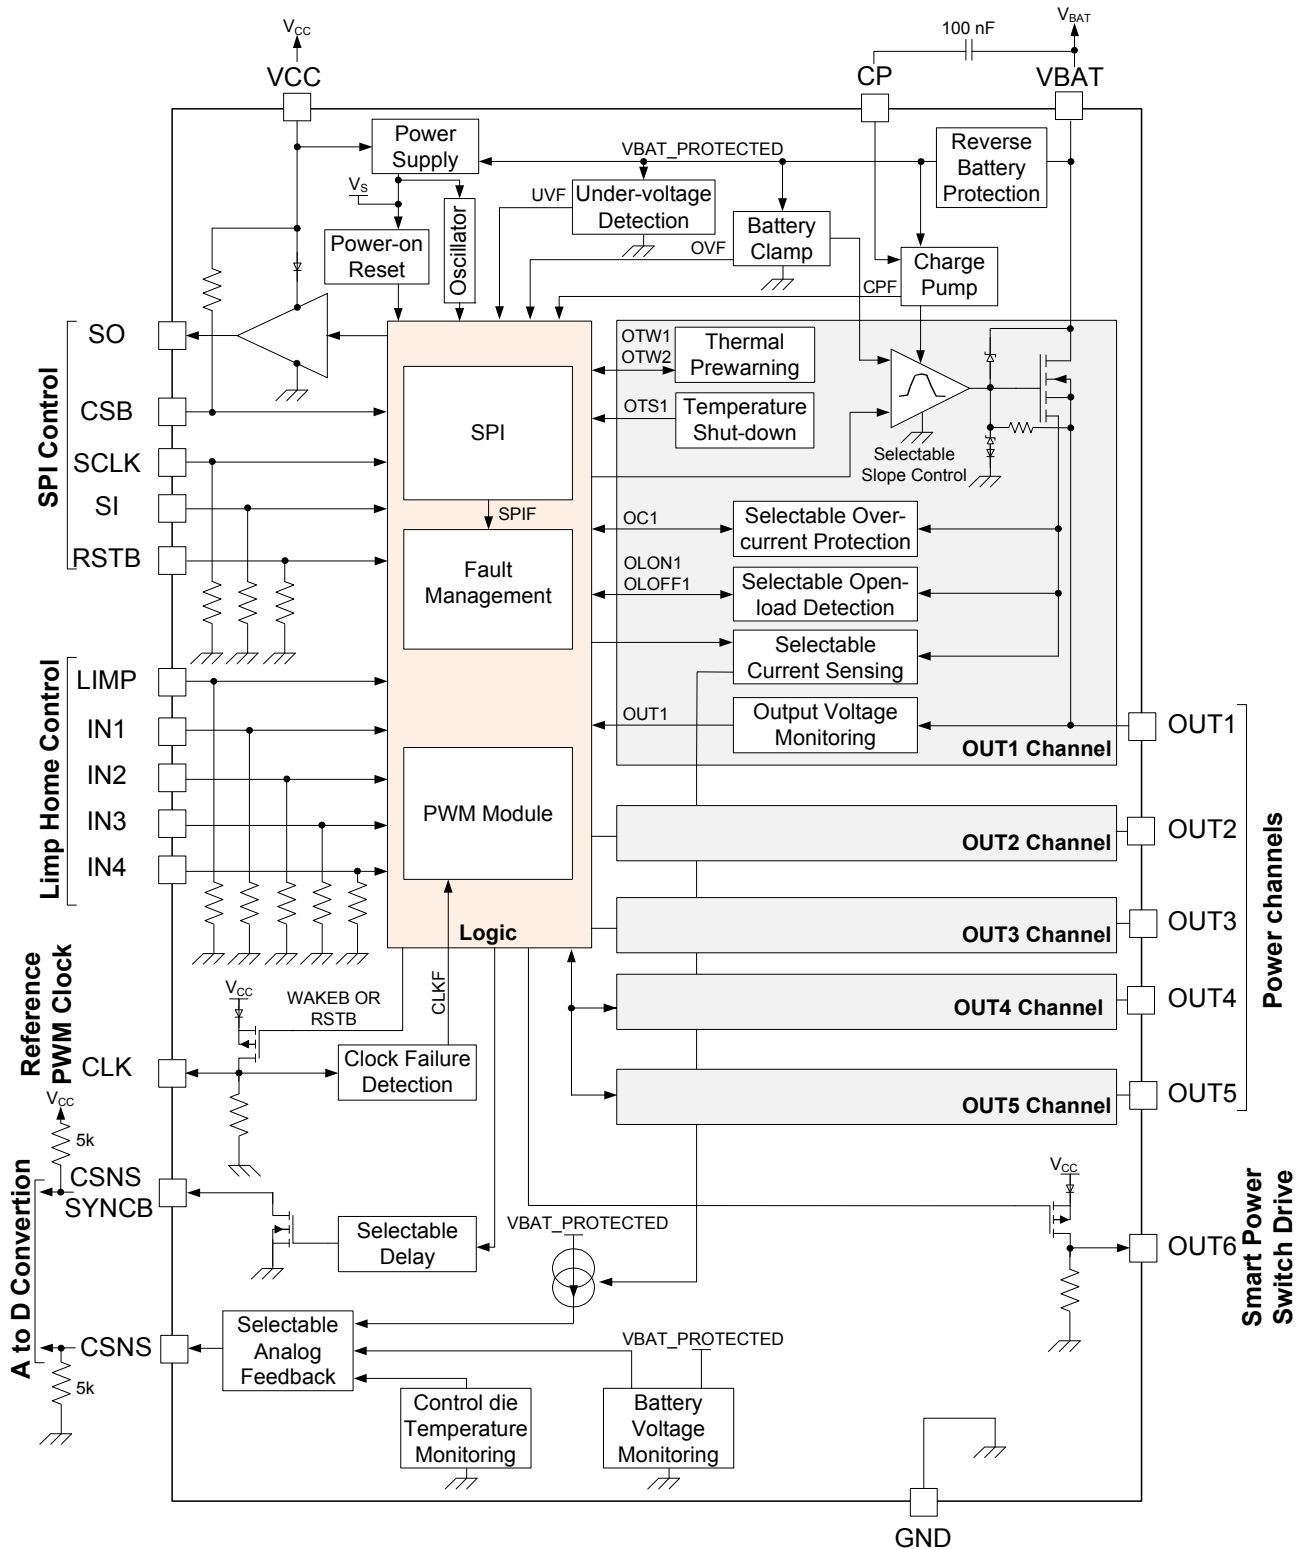 VCC
100 nF
VBAT
VCC
CP
VBAT
Power
Supply
VBAT_PROTECTED
Reverse
Battery
Protection
VS
UVF
Under-voltage
Detection
Oscillator
Power-on
Reset
OVF
Battery
Clamp
CPF
Charge
Pump
SPI Control
SO
CSB
SCLK
SI
RSTB
SPI
SPIF
Fault
Management
PWM Module
Logic
OTW1
OTW2
Thermal
Prewarning
OTS1
Temperature
Shut-down
Selectable
Slope Control
OC1
Selectable Over-
current Protection
OLON1
OLOFF1
Selectable Open-
load Detection
Selectable
Current Sensing
OUT1
Output Voltage
Monitoring
OUT1 Channel
OUT1
Limp Home Control
LIMP
IN1
IN2
IN3
IN4
OUT2 Channel
OUT2
OUT3 Channel
OUT3
OUT4 Channel
OUT4
OUT5 Channel
OUT5
Power channels
Reference
PWM Clock
VCC
WAKEB OR
RSTB
CLKF
CLK
Clock Failure
Detection
VCC
5k
A to D Convertion
CSNS
SYNCB
Selectable
Delay
VBAT_PROTECTED
VCC
OUT6
Smart Power
Switch Drive
CSNS
5k
Selectable
Analog
Feedback
VBAT_PROTECTED
Control die
Temperature
Monitoring
Battery
Voltage
Monitoring
GND